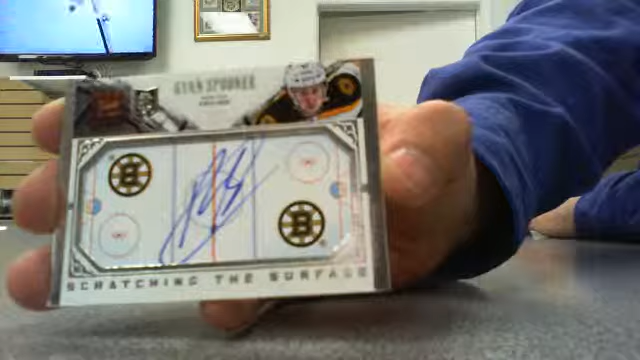 RYAN SPOONER
B
B
SCRATCHING THE SURFACE